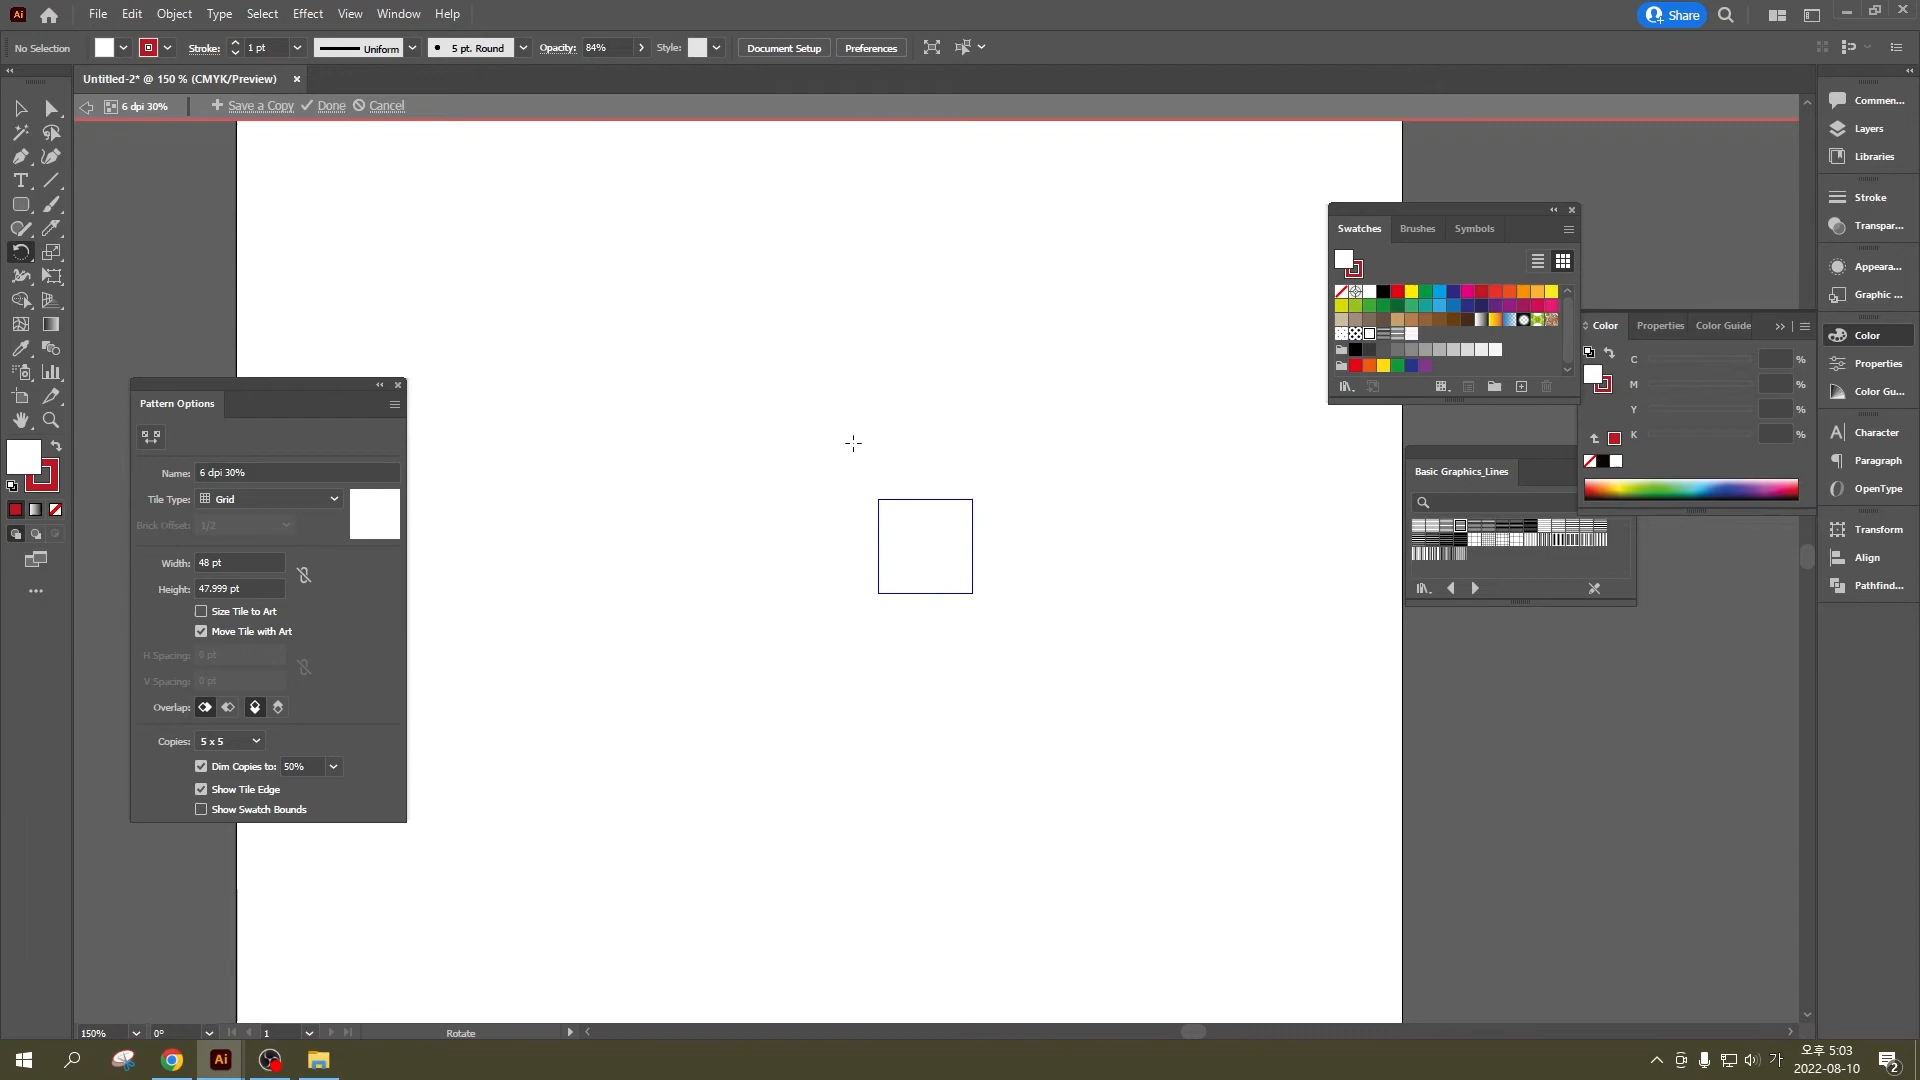 Ai File Edit Object Type Select Effect View Window Help Share
No Selection Stroke: 1 pt Uniform 5 pt. Round Opacity: 84% Style: Document Setup Preferences
Untitled-2* @ 150 % (CMYK/Preview)
6 dpi 30% Save a Copy Done Cancel
Pattern Options
Name: 6 dpi 30%
Tile Type: Grid
Brick Offset: 1/2
Width: 48 pt
Height: 47.999 pt
Size Tile to Art
Move Tile with Art
H Spacing: 0 pt
V Spacing: 0 pt
Overlap:
Copies: 5 x 5
Dim Copies to: 50%
Show Tile Edge
Show Swatch Bounds
Swatches Brushes Symbols
Color Properties Color Guide
C %
M %
Y %
K %
Basic Graphics_Lines
Commen...
Layers
Libraries
Stroke
Transpar...
Appeara...
Graphic ...
Color
Properties
Color Gu...
Character
Paragraph
OpenType
Transform
Align
Pathfind...
150% 0° 1 Rotate
Ai 가 오후 5:03
2022-08-10 2